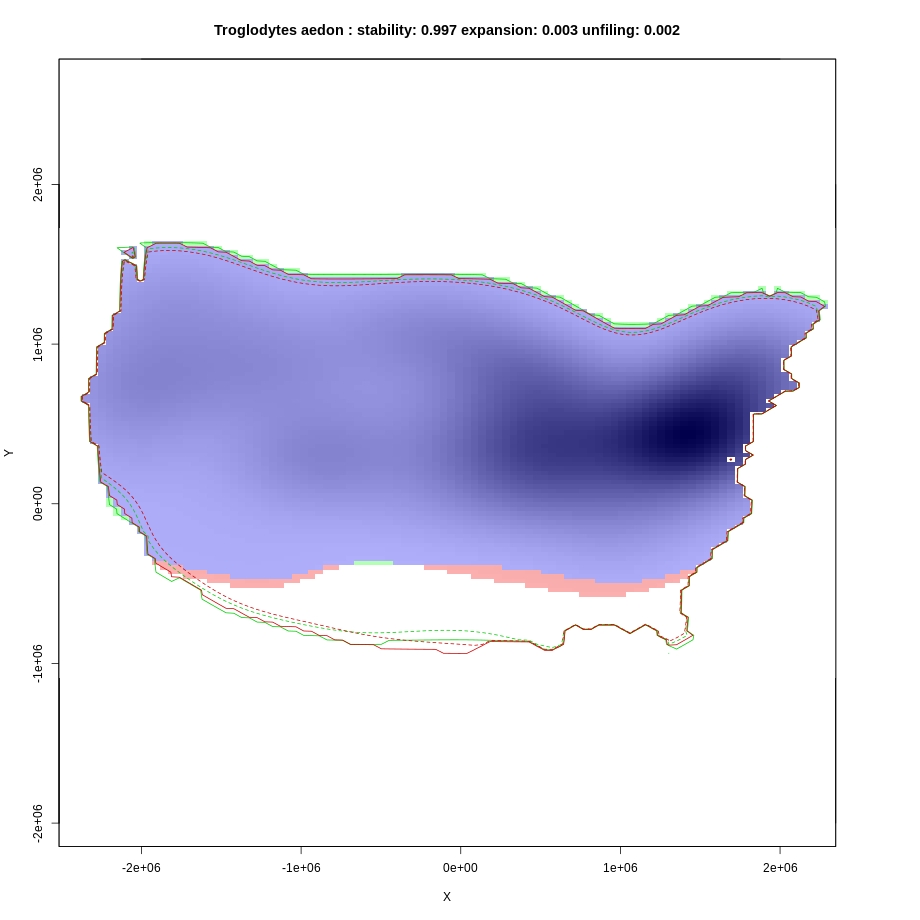 Troglodytes aedon : stability: 0.997 expansion: 0.003 unfiling: 0.002
2e+06
1e+06
Y
0e+00
-1e+06
-2e+06
-2e+06 -1e+06 0e+00 1e+06 2e+06
X